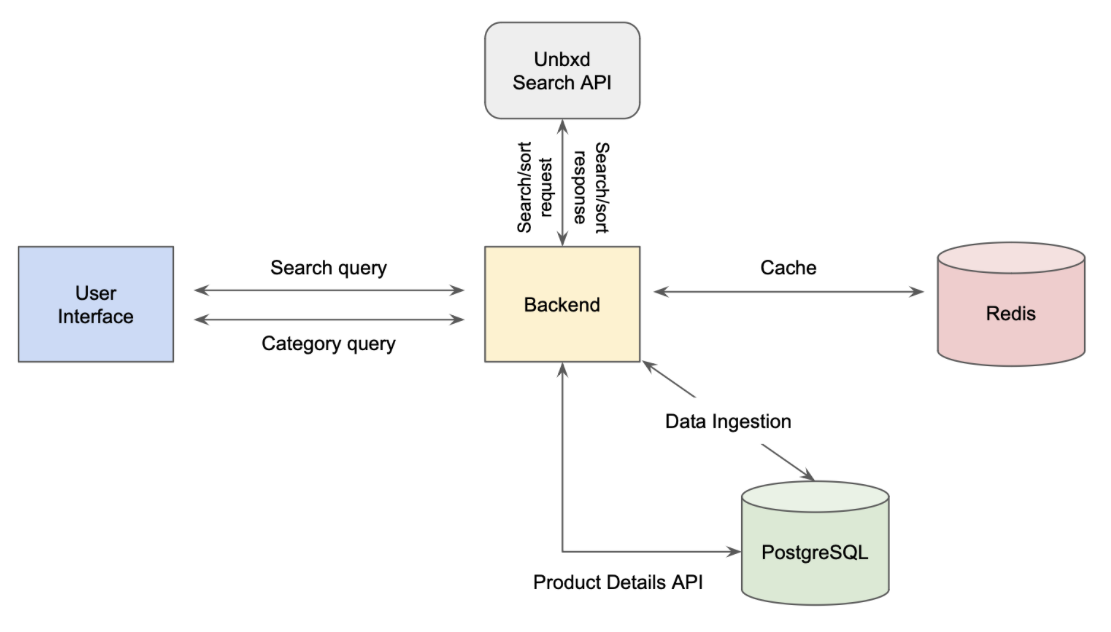 Unbxd
Search API
Search/sort
request
Search/sort
response
User
Interface
Search query
Category query
Backend
Cache
Redis
Data Ingestion
PostgreSQL
Product Details API